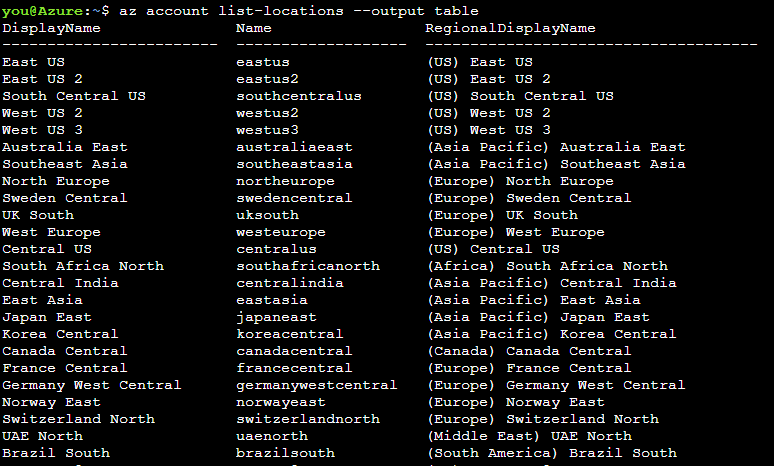 you@Azure:~$ az account list-locations --output table
DisplayName               Name                 RegionalDisplayName
------------------------  -------------------  -------------------------------------
East US                   eastus               (US) East US
East US 2                 eastus2              (US) East US 2
South Central US          southcentralus       (US) South Central US
West US 2                 westus2              (US) West US 2
West US 3                 westus3              (US) West US 3
Australia East            australiaeast        (Asia Pacific) Australia East
Southeast Asia            southeastasia        (Asia Pacific) Southeast Asia
North Europe              northeurope          (Europe) North Europe
Sweden Central            swedencentral        (Europe) Sweden Central
UK South                  uksouth              (Europe) UK South
West Europe               westeurope           (Europe) West Europe
Central US                centralus            (US) Central US
South Africa North        southafricanorth     (Africa) South Africa North
Central India             centralindia         (Asia Pacific) Central India
East Asia                 eastasia             (Asia Pacific) East Asia
Japan East                japaneast            (Asia Pacific) Japan East
Korea Central             koreacentral         (Asia Pacific) Korea Central
Canada Central            canadacentral        (Canada) Canada Central
France Central            francecentral        (Europe) France Central
Germany West Central      germanywestcentral   (Europe) Germany West Central
Norway East               norwayeast           (Europe) Norway East
Switzerland North         switzerlandnorth     (Europe) Switzerland North
UAE North                 uaenorth             (Middle East) UAE North
Brazil South              brazilsouth          (South America) Brazil South